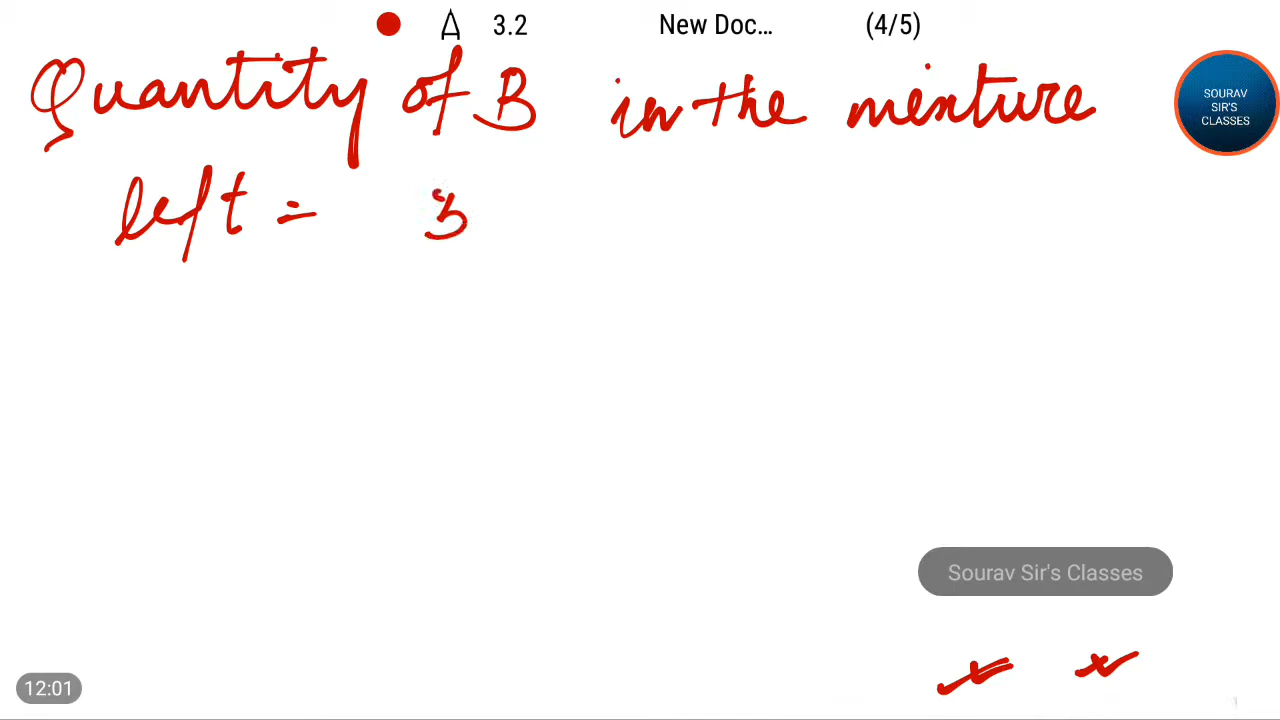 A 3.2 New Doc... (4/5)
Quantity of B in the mixture
left = 3
SOURAV
SIR'S
CLASSES
Sourav Sir's Classes
12:01